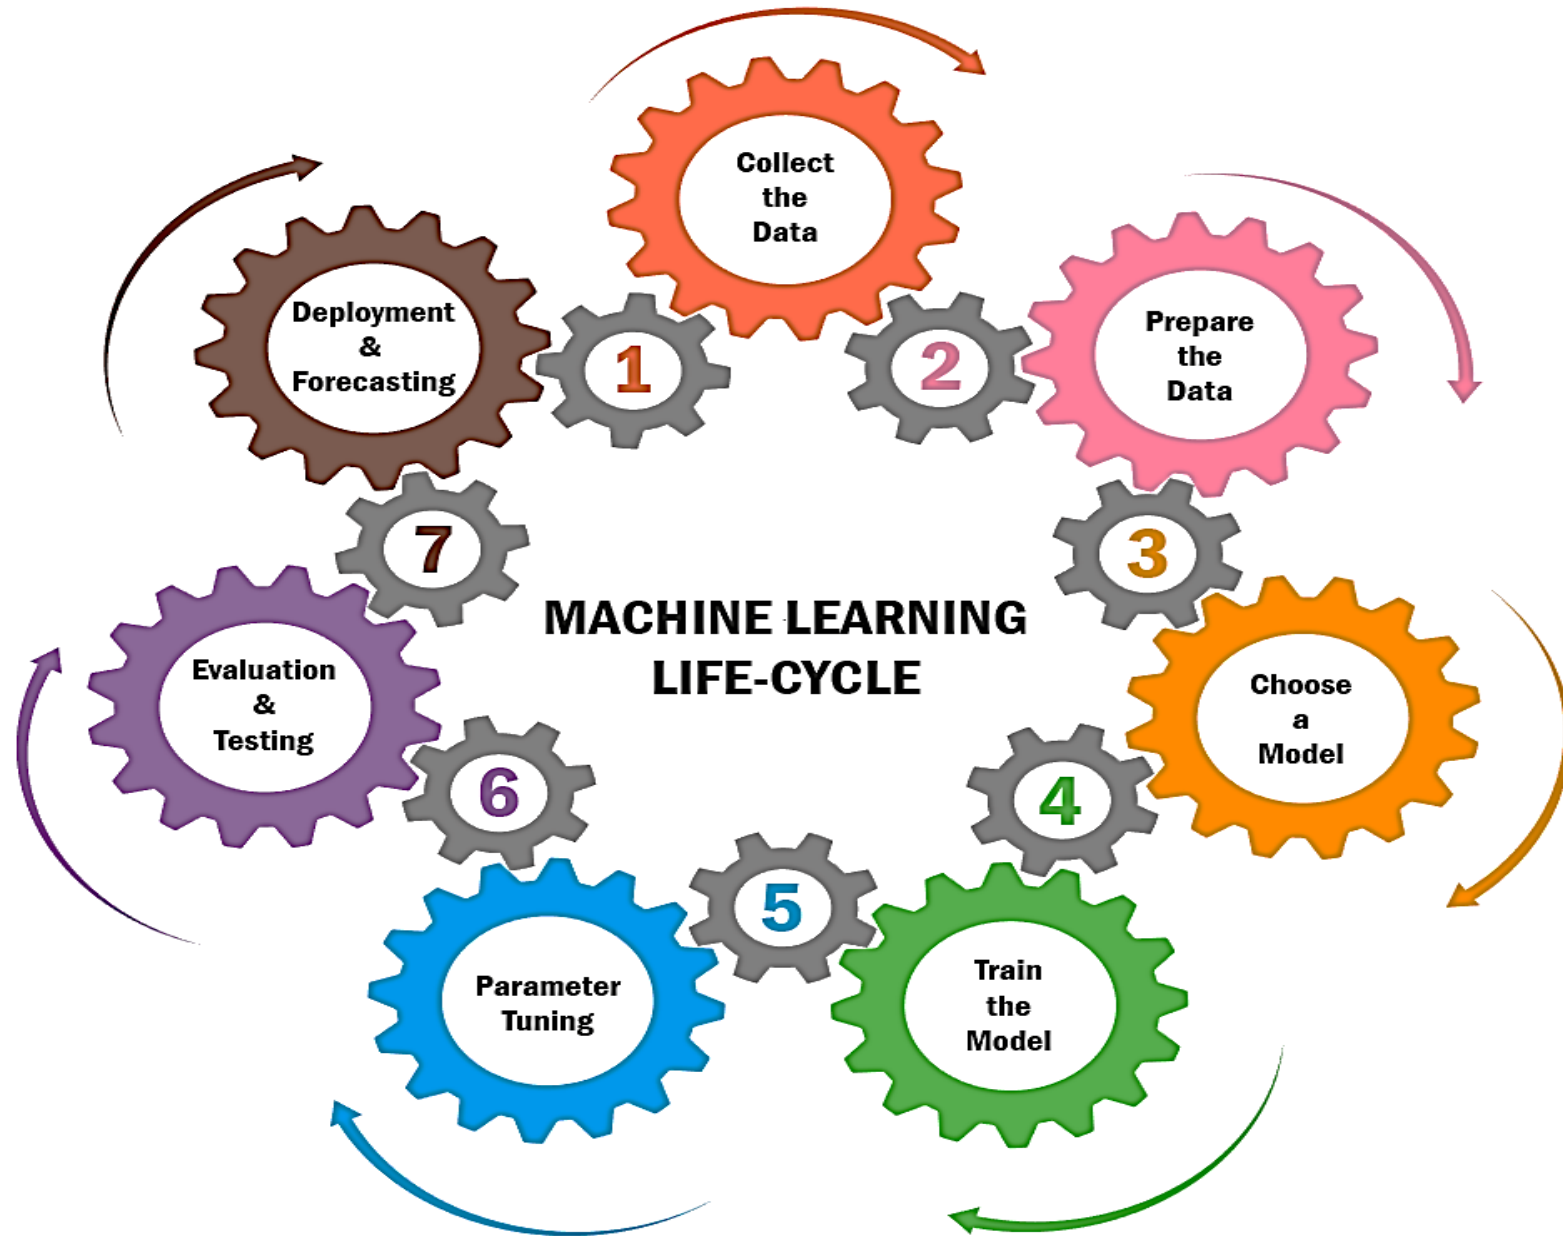 MACHINE LEARNING
LIFE-CYCLE
1
Collect
the
Data
2
Prepare
the
Data
3
Choose
a
Model
4
Train
the
Model
5
Parameter
Tuning
6
Evaluation
&
Testing
7
Deployment
&
Forecasting